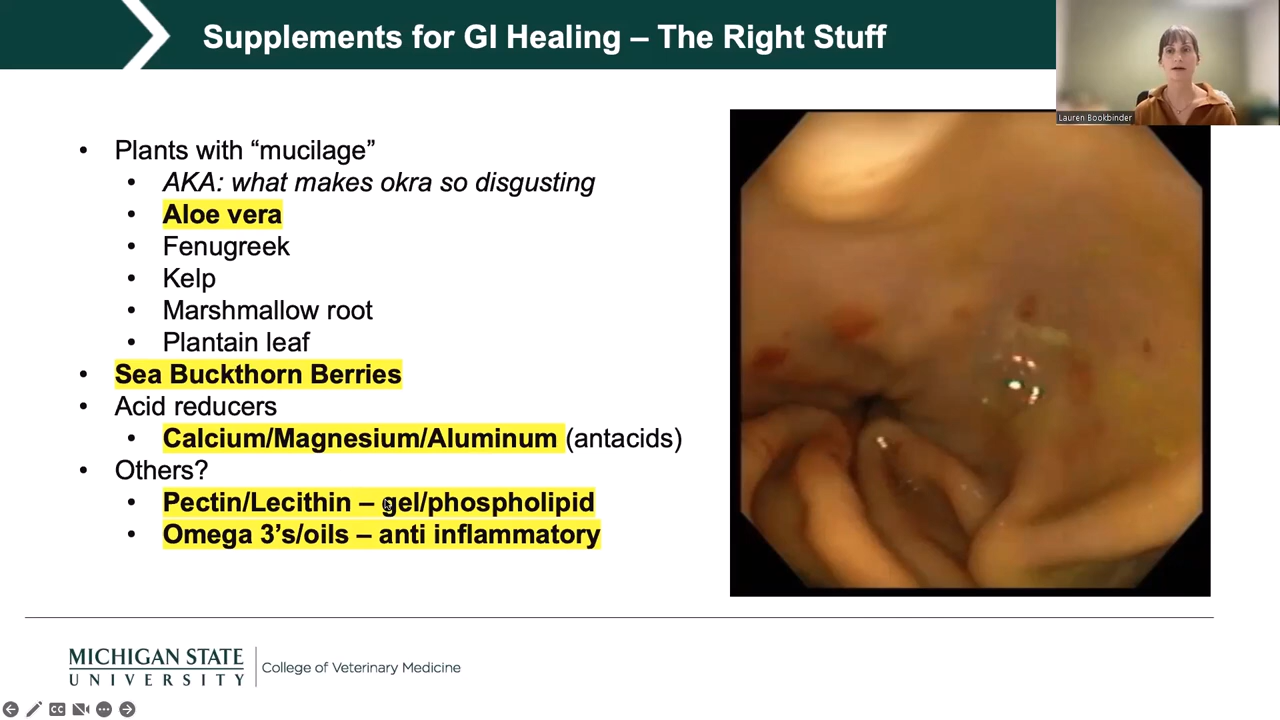 Supplements for GI Healing – The Right Stuff
Lauren Bookbinder
• Plants with “mucilage”
• AKA: what makes okra so disgusting
• Aloe vera
• Fenugreek
• Kelp
• Marshmallow root
• Plantain leaf
• Sea Buckthorn Berries
• Acid reducers
• Calcium/Magnesium/Aluminum (antacids)
• Others?
• Pectin/Lecithin – gel/phospholipid
• Omega 3’s/oils – anti inflammatory
MICHIGAN STATE
UNIVERSITY
College of Veterinary Medicine
CC